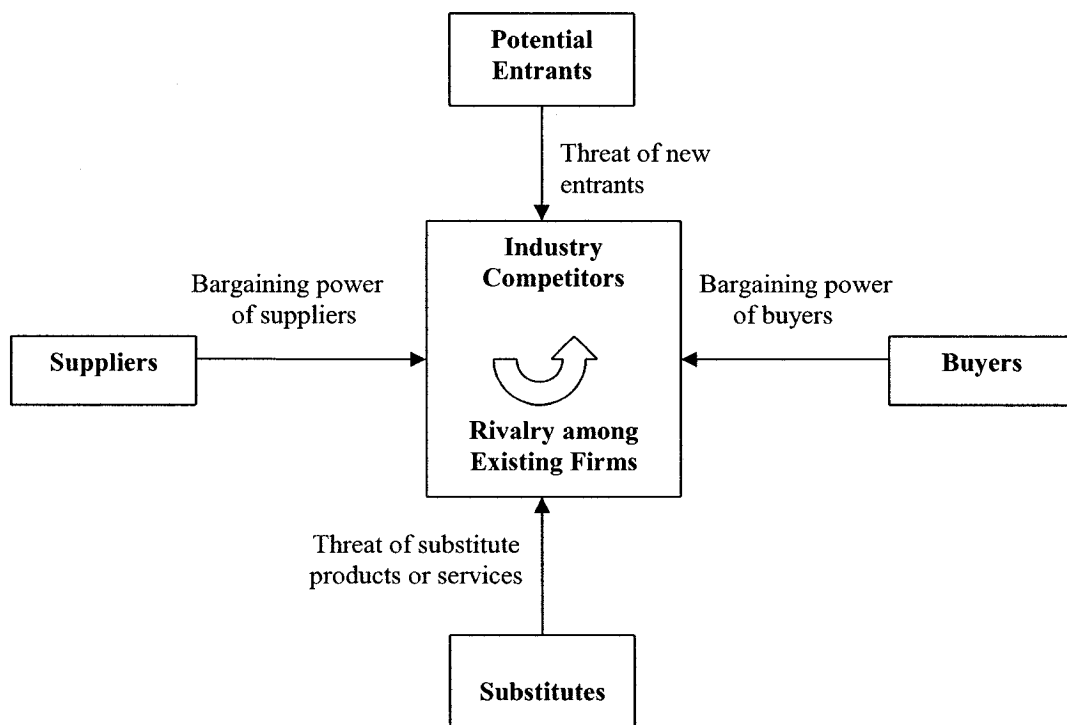 Potential
Entrants
Threat of new
entrants
Industry
Competitors
Bargaining power
of suppliers
Bargaining power
of buyers
Suppliers
Buyers
Rivalry among
Existing Firms
Threat of substitute
products or services
Substitutes